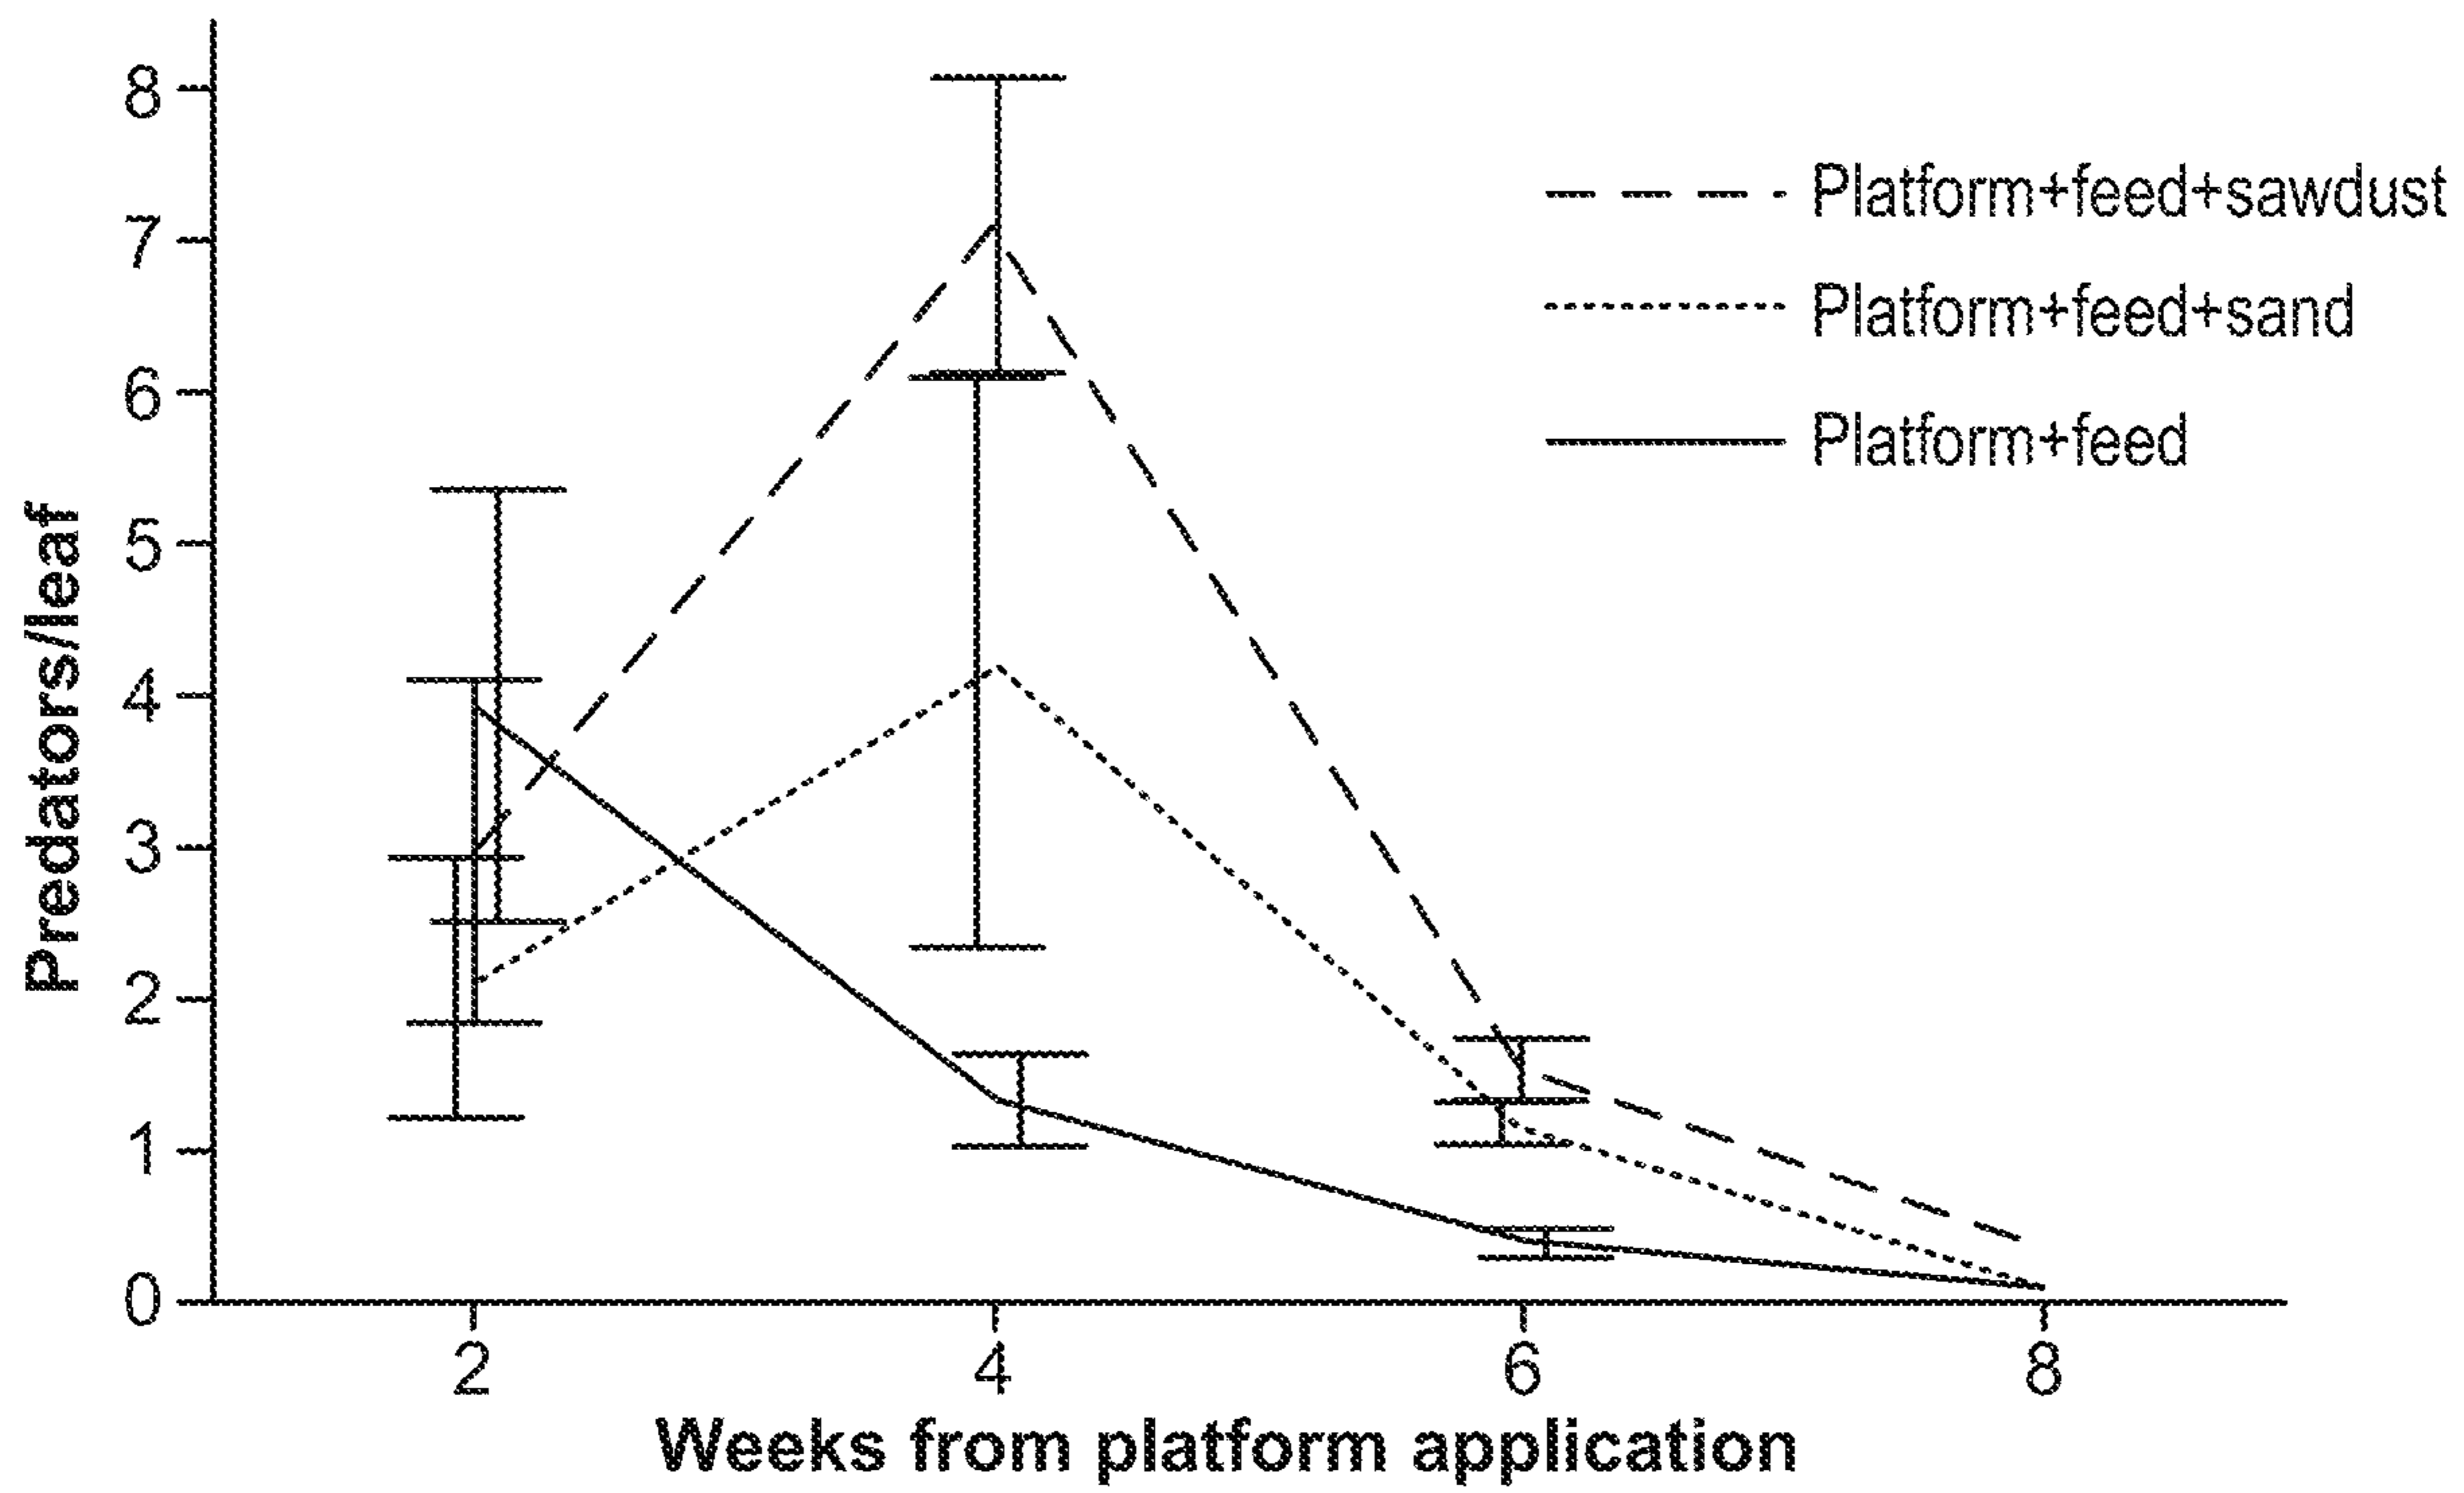 Predators/leaf
8
7
6
5
4
3
2
1
0
2 4 6 8
Weeks from platform application
Platform+feed+sawdust
Platform+feed+sand
Platform+feed